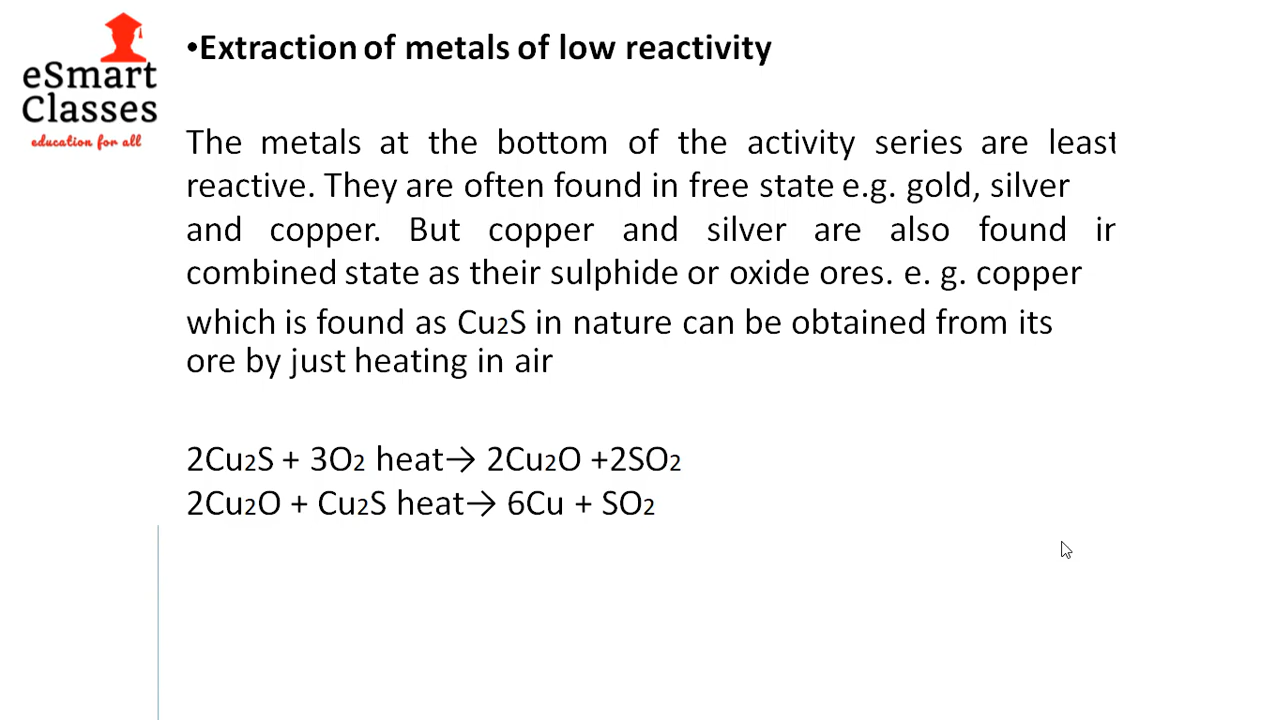 eSmart
Classes
education for all
•Extraction of metals of low reactivity
The metals at the bottom of the activity series are least
reactive. They are often found in free state e.g. gold, silver
and copper. But copper and silver are also found in
combined state as their sulphide or oxide ores. e. g. copper
which is found as Cu₂S in nature can be obtained from its
ore by just heating in air
2Cu₂S + 3O₂ heat→ 2Cu₂O +2SO₂
2Cu₂O + Cu₂S heat→ 6Cu + SO₂